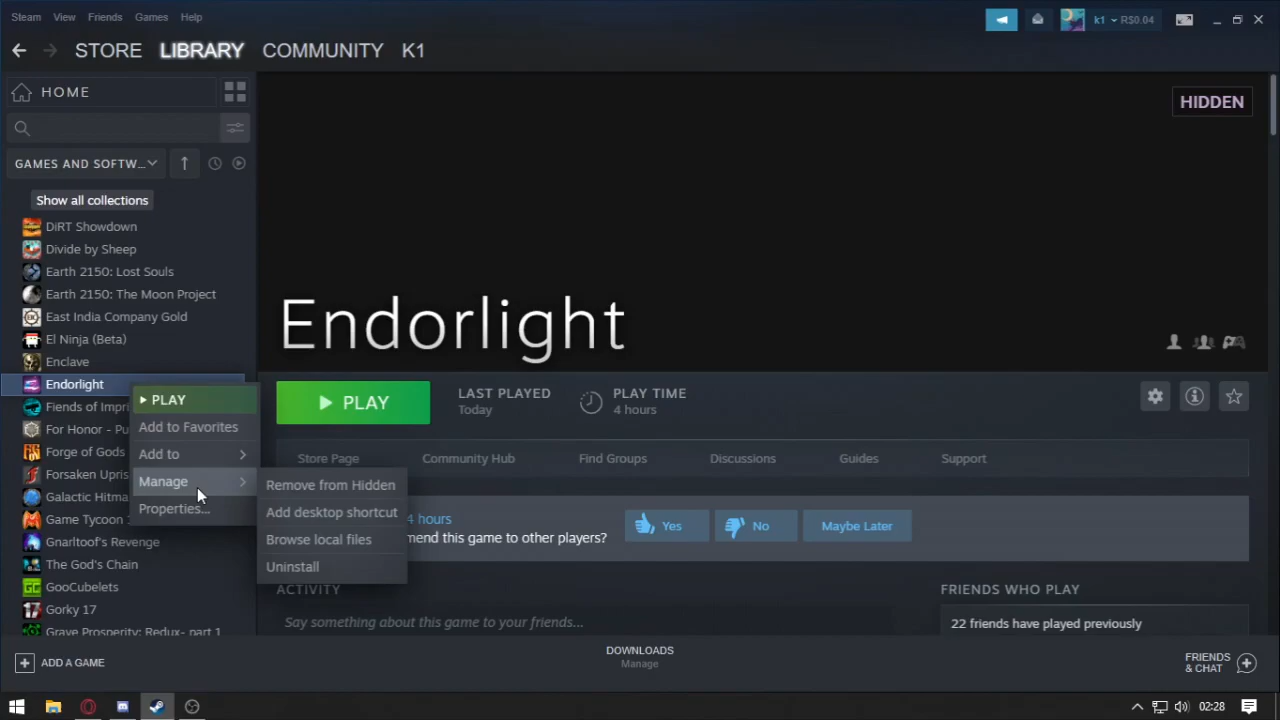 Steam View Friends Games Help
k1 R$0.04
STORE LIBRARY COMMUNITY K1
HOME
GAMES AND SOFTW...
Show all collections
DiRT Showdown
Divide by Sheep
Earth 2150: Lost Souls
Earth 2150: The Moon Project
East India Company Gold
El Ninja (Beta)
Enclave
Endorlight
Fiends of Impri
For Honor - Pu
Forge of Gods
Forsaken Upris
Galactic Hitma
Game Tycoon
Gnarltoof's Revenge
The God's Chain
GooCubelets
Gorky 17
Grave Prosperity: Redux- part 1
PLAY
Add to Favorites
Add to
Manage
Properties...
Remove from Hidden
Add desktop shortcut
Browse local files
Uninstall
HIDDEN
Endorlight
PLAY
LAST PLAYED
Today
PLAY TIME
4 hours
Store Page Community Hub Find Groups Discussions Guides Support
4 hours
mend this game to other players?
Yes No Maybe Later
ACTIVITY
Say something about this game to your friends...
FRIENDS WHO PLAY
22 friends have played previously
ADD A GAME
DOWNLOADS
Manage
FRIENDS
& CHAT
02:28